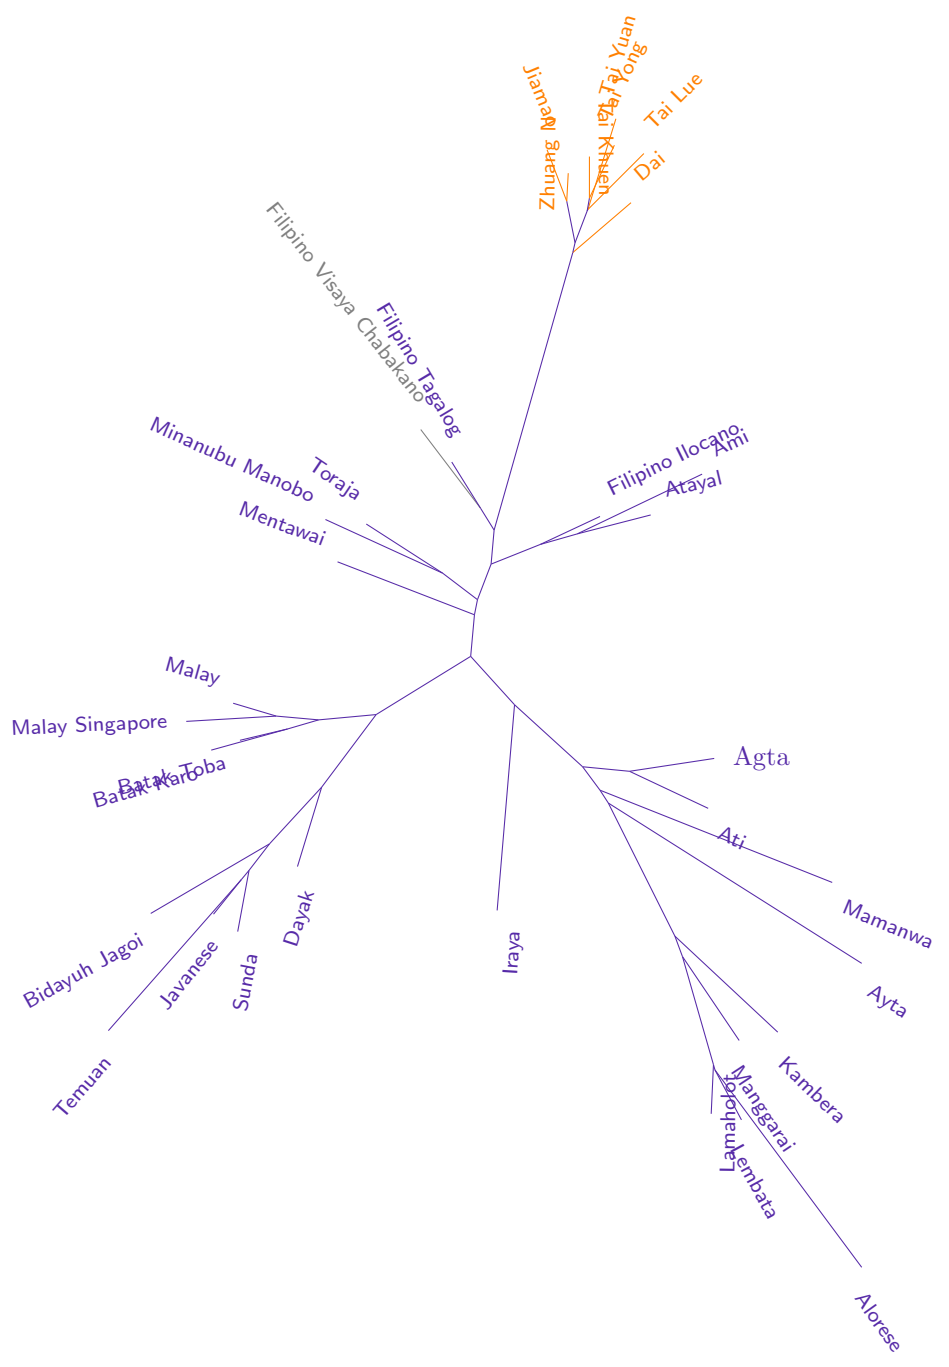 Tai Yuan
Tai Yong
Jiamao
Tai Lue
Zhuang N
Tai Khuen
Dai
Filipino Visaya Chabakano
Filipino Tagalog
Minanubu Manobo
Toraja
Filipino Ilocano
Ami
Atayal
Mentawai
Malay
Malay Singapore
Batak Toba
Batak Karo
Agta
Ati
Mamanwa
Ayta
Dayak
Iraya
Bidayuh Jagoi
Javanese
Sunda
Temuan
Kambera
Manggarai
Lamaholot
Lembata
Alorese